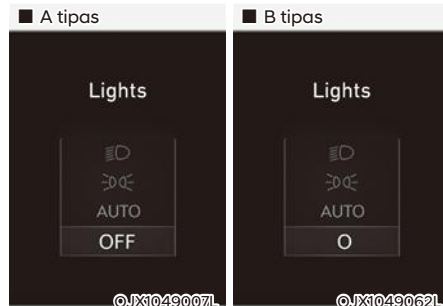 ■ A tipas
Lights
AUTO
OFF
OJX1049007L
■ B tipas
Lights
AUTO
O
OJX1049062L